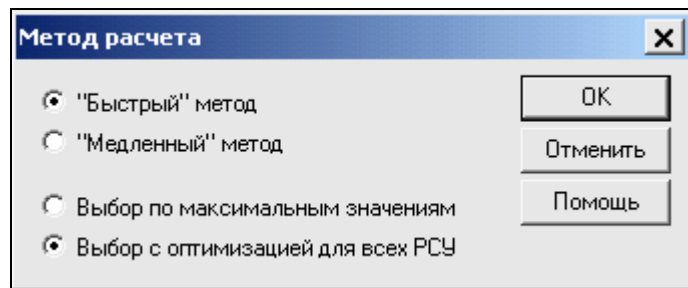 Метод расчета
"Быстрый" метод
"Медленный" метод
Выбор по максимальным значениям
Выбор с оптимизацией для всех РСУ
OK
Отменить
Помощь